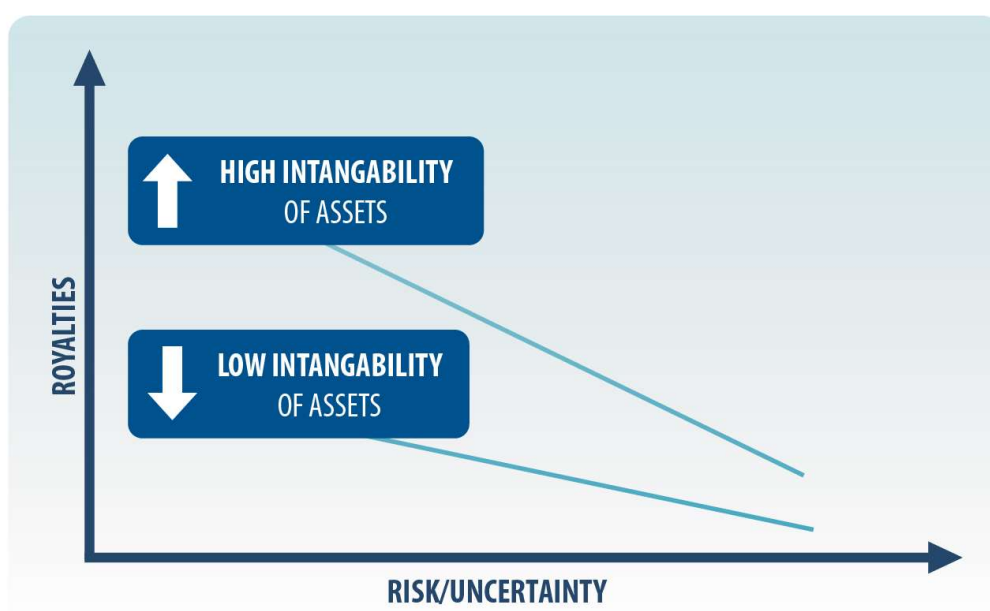 HIGH INTANGABILITY
OF ASSETS
LOW INTANGABILITY
OF ASSETS
ROYALTIES
RISK/UNCERTAINTY